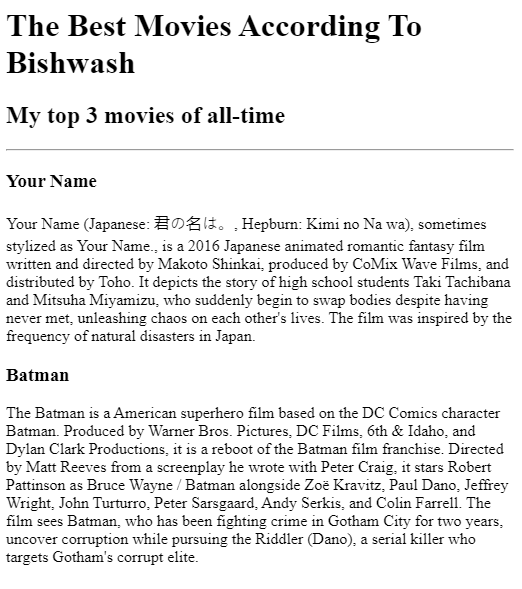 The Best Movies According To
Bishwash
My top 3 movies of all-time
Your Name
Your Name (Japanese: 君の名は。, Hepburn: Kimi no Na wa), sometimes
stylized as Your Name., is a 2016 Japanese animated romantic fantasy film
written and directed by Makoto Shinkai, produced by CoMix Wave Films, and
distributed by Toho. It depicts the story of high school students Taki Tachibana
and Mitsuha Miyamizu, who suddenly begin to swap bodies despite having
never met, unleashing chaos on each other's lives. The film was inspired by the
frequency of natural disasters in Japan.
Batman
The Batman is a American superhero film based on the DC Comics character
Batman. Produced by Warner Bros. Pictures, DC Films, 6th & Idaho, and
Dylan Clark Productions, it is a reboot of the Batman film franchise. Directed
by Matt Reeves from a screenplay he wrote with Peter Craig, it stars Robert
Pattinson as Bruce Wayne / Batman alongside Zoë Kravitz, Paul Dano, Jeffrey
Wright, John Turturro, Peter Sarsgaard, Andy Serkis, and Colin Farrell. The
film sees Batman, who has been fighting crime in Gotham City for two years,
uncover corruption while pursuing the Riddler (Dano), a serial killer who
targets Gotham's corrupt elite.